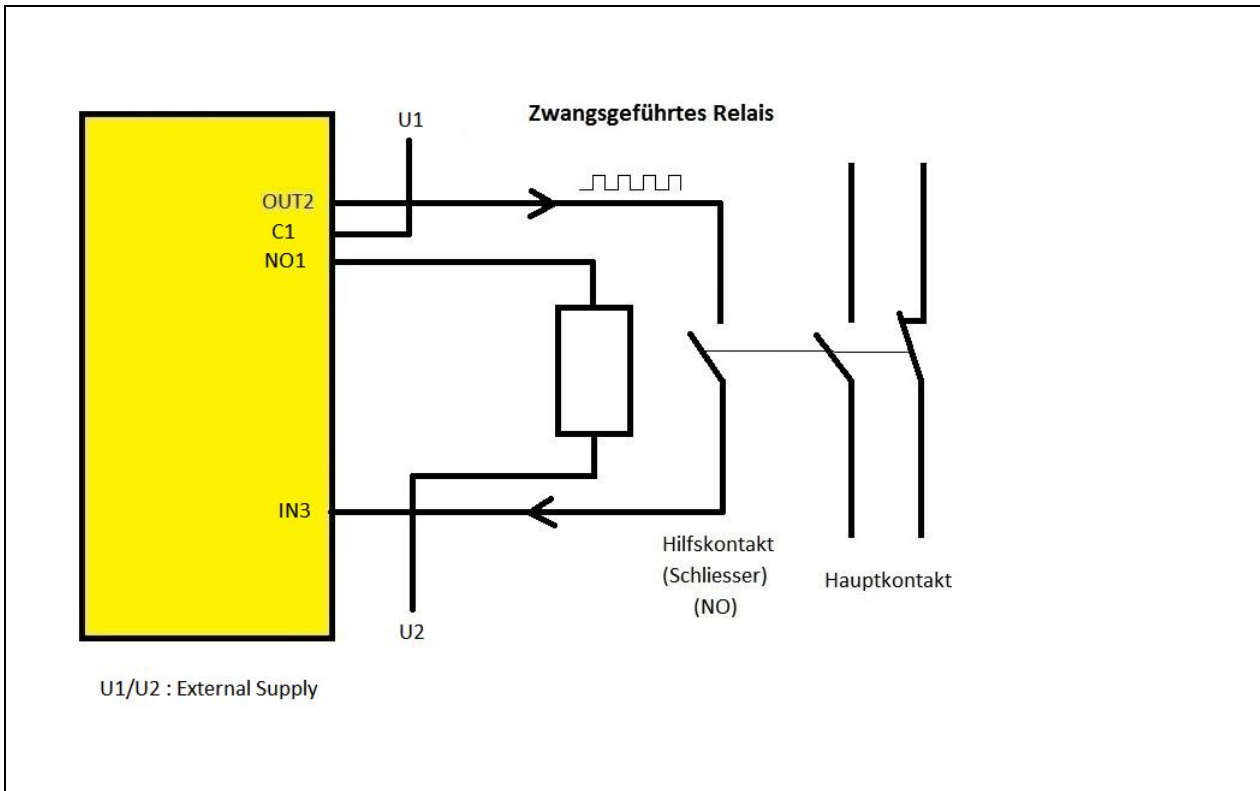 Zwangsgeführtes Relais
U1
OUT2
C1
NO1
IN3
Hilfskontakt
(Schliesser)
(NO)
Hauptkontakt
U2
U1/U2 : External Supply